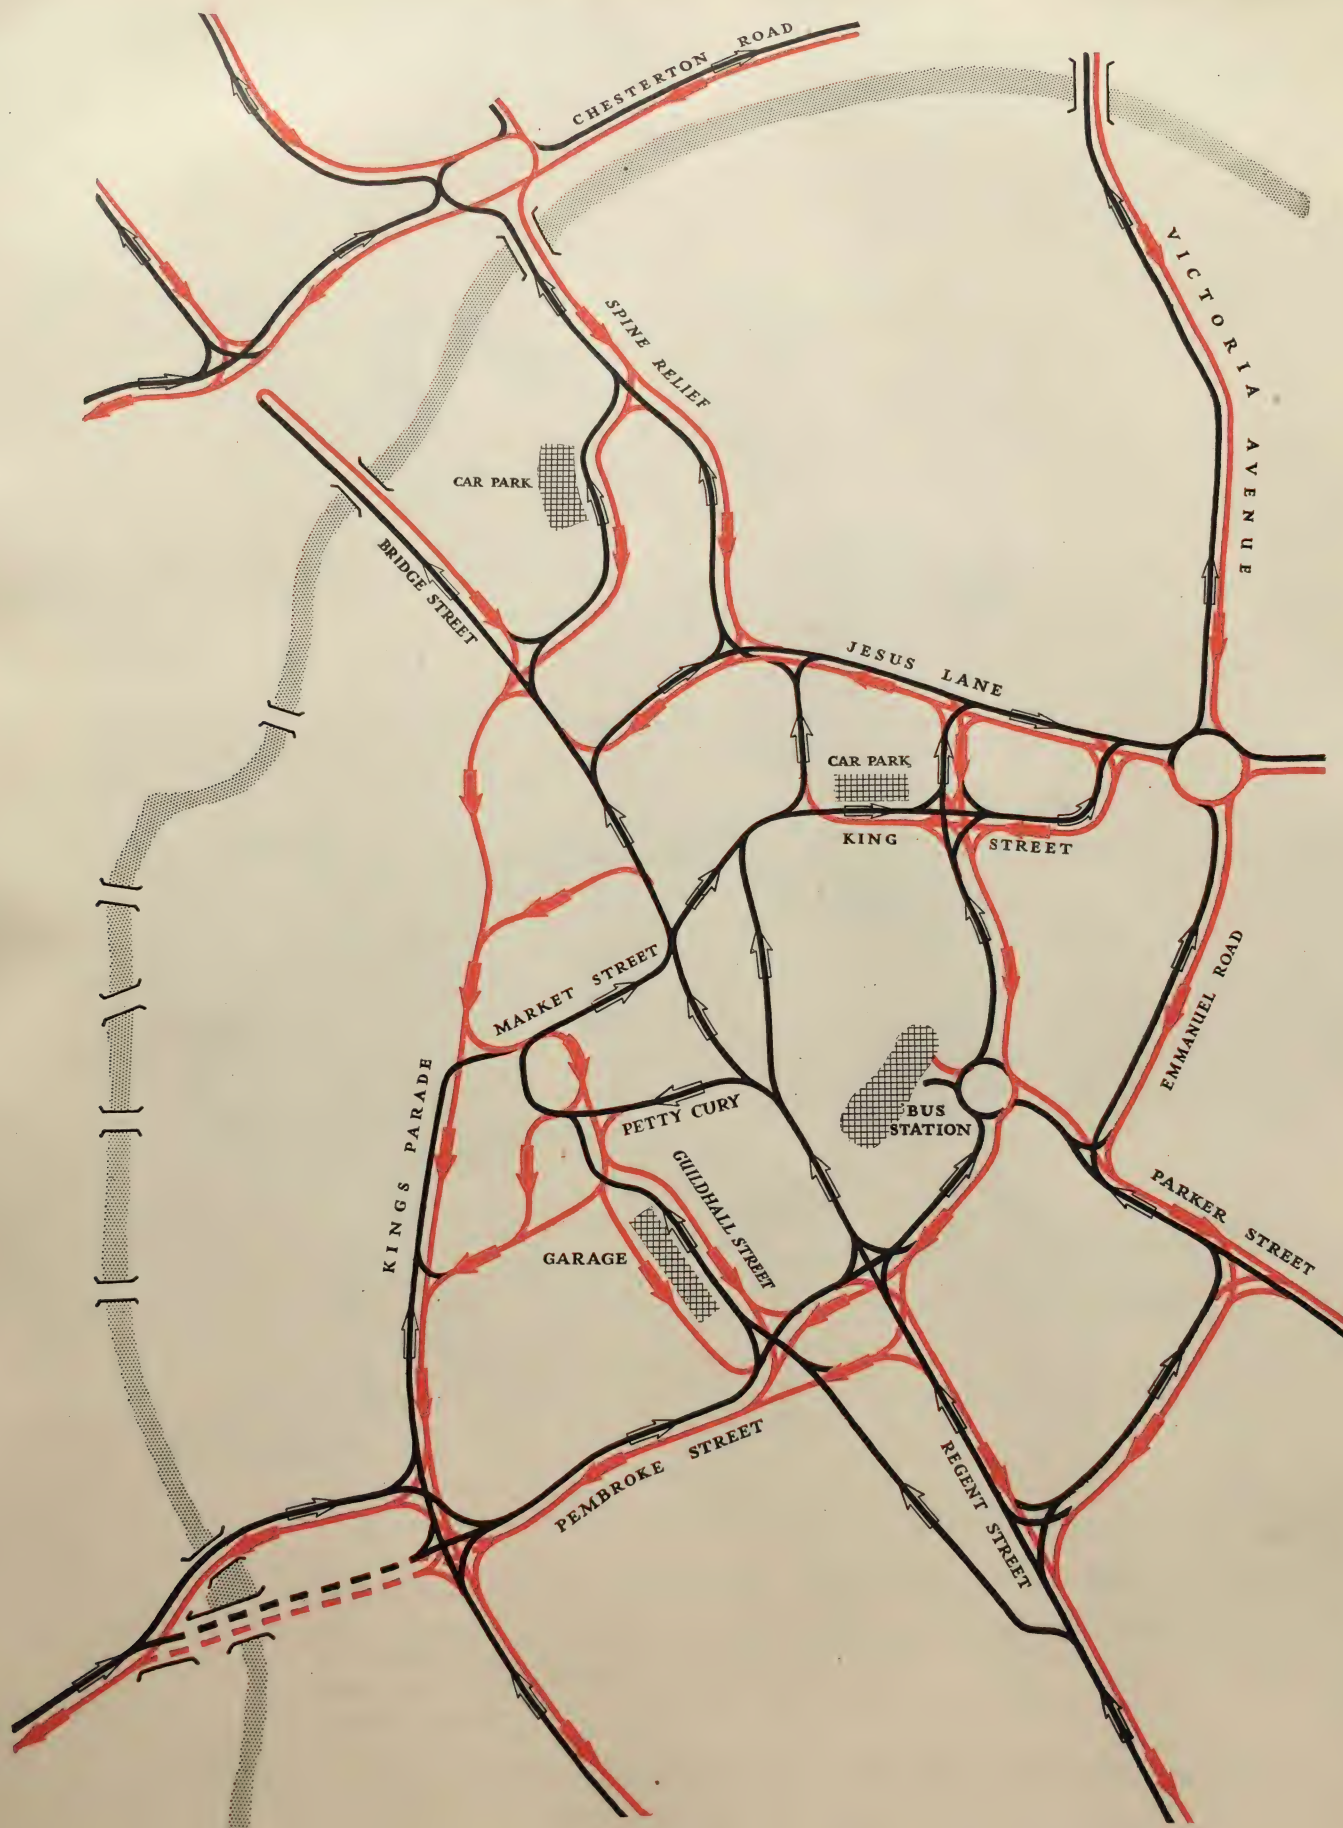 CHESTERTON ROAD
VICTORIA AVENUE
SPINE RELIEF
CAR PARK
BRIDGE STREET
JESUS LANE
CAR PARK
KING STREET
MARKET STREET
EMMANUEL ROAD
KINGS PARADE
PETTY CURY
BUS
STATION
GUILDHALL STREET
PARKER STREET
GARAGE
REGENT STREET
PEMBROKE STREET